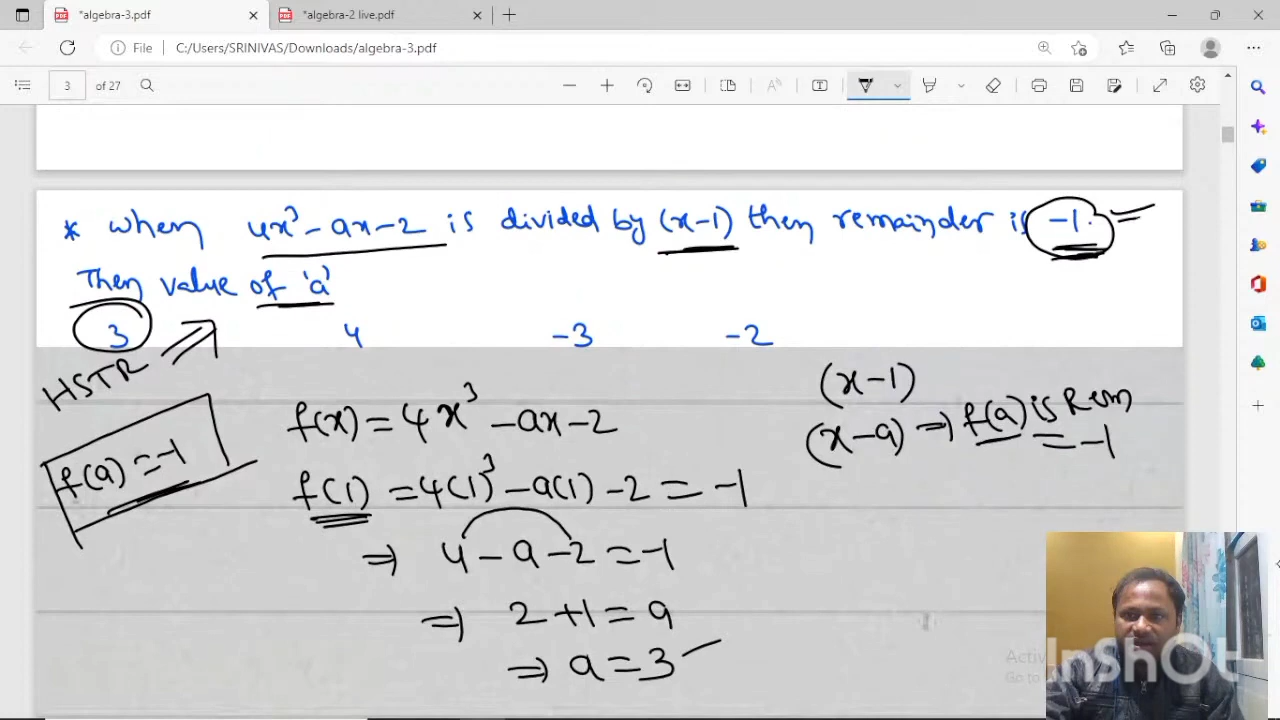 *algebra-3.pdf
*algebra-2 live.pdf
File
C:/Users/SRINIVAS/Downloads/algebra-3.pdf
3
of 27
* when 4x³-ax-2 is divided by (x-1) then remainder is -1.
Then value of 'a'
3 4 -3 -2
HSTR
(x-1)
(x-a) ⇒ f(a) is Rem
= -1
f(a) = -1
f(x) = 4x³ -ax-2
f(1) = 4(1)³ -a(1) -2 = -1
⇒ 4 - a -2 = -1
⇒ 2+1 = a
⇒ a = 3
InShOt
Activ
Go to